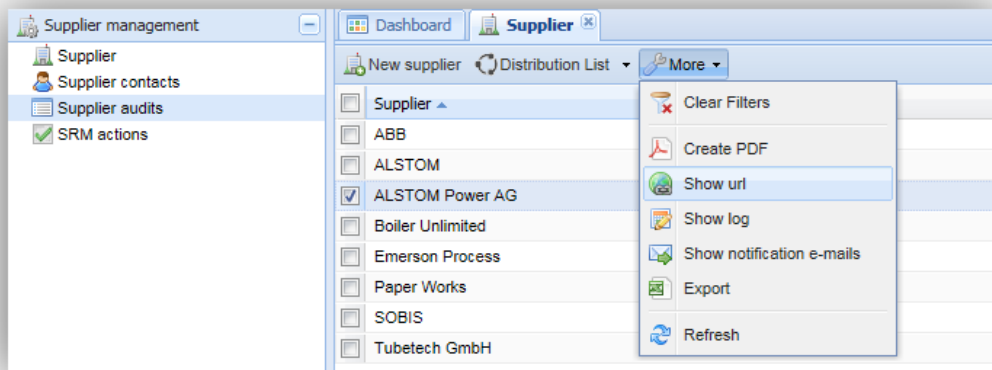 Supplier management
Supplier
Supplier contacts
Supplier audits
SRM actions
Dashboard
Supplier
New supplier
Distribution List
More
Supplier
ABB
ALSTOM
ALSTOM Power AG
Boiler Unlimited
Emerson Process
Paper Works
SOBIS
Tubetech GmbH
Clear Filters
Create PDF
Show url
Show log
Show notification e-mails
Export
Refresh